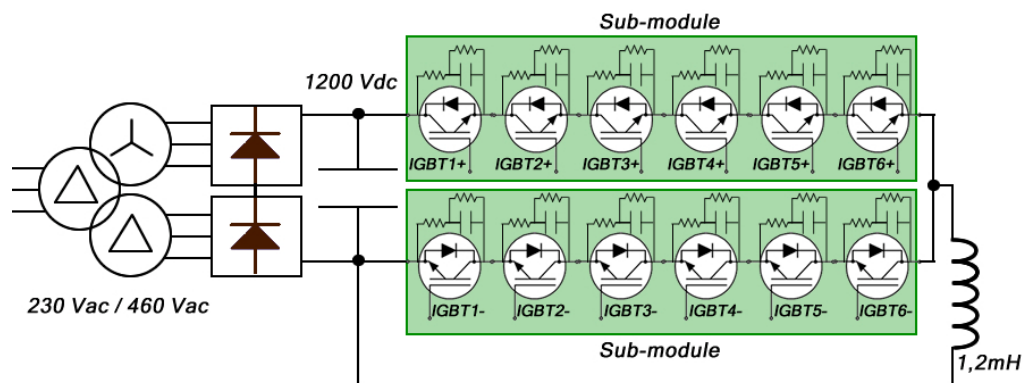 Sub-module
1200 Vdc
IGBT1+ IGBT2+ IGBT3+ IGBT4+ IGBT5+ IGBT6+
230 Vac / 460 Vac
IGBT1- IGBT2- IGBT3- IGBT4- IGBT5- IGBT6-
Sub-module
1,2mH